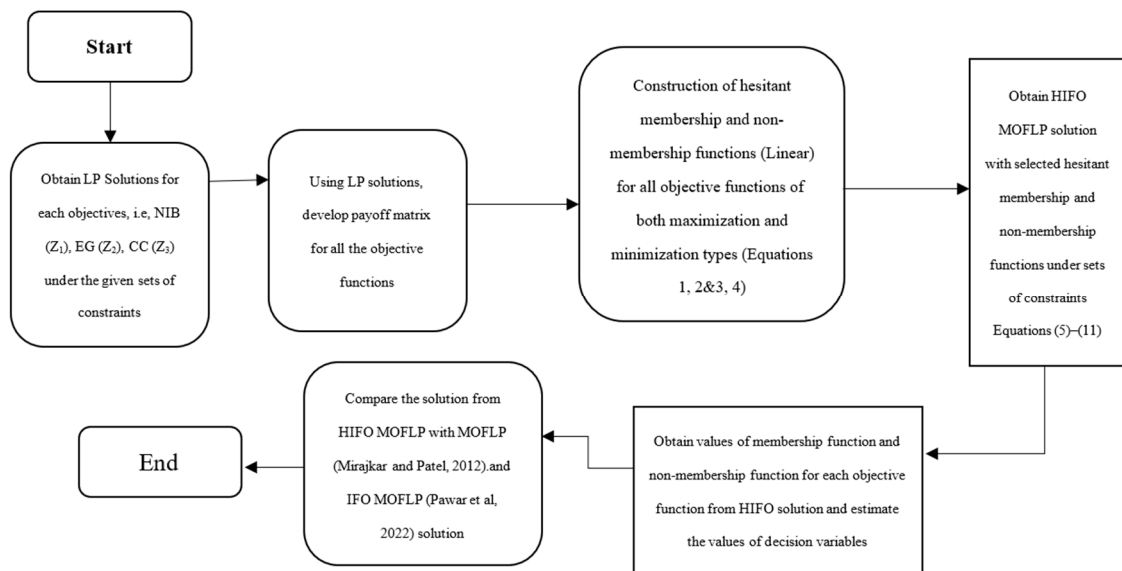 Start
Obtain LP Solutions for
each objectives, i.e, NIB
(Z₁), EG (Z₂), CC (Z₃)
under the given sets of
constraints
Using LP solutions,
develop payoff matrix
for all the objective
functions
Construction of hesitant
membership and non-
membership functions (Linear)
for all objective functions of
both maximization and
minimization types (Equations
1, 2&3, 4)
Obtain HIFO
MOFLP solution
with selected hesitant
membership and
non-membership
functions under sets
of constraints
Equations (5)–(11)
Obtain values of membership function and
non-membership function for each objective
function from HIFO solution and estimate
the values of decision variables
Compare the solution from
HIFO MOFLP with MOFLP
(Mirajkar and Patel, 2012).and
IFO MOFLP (Pawar et al,
2022) solution
End